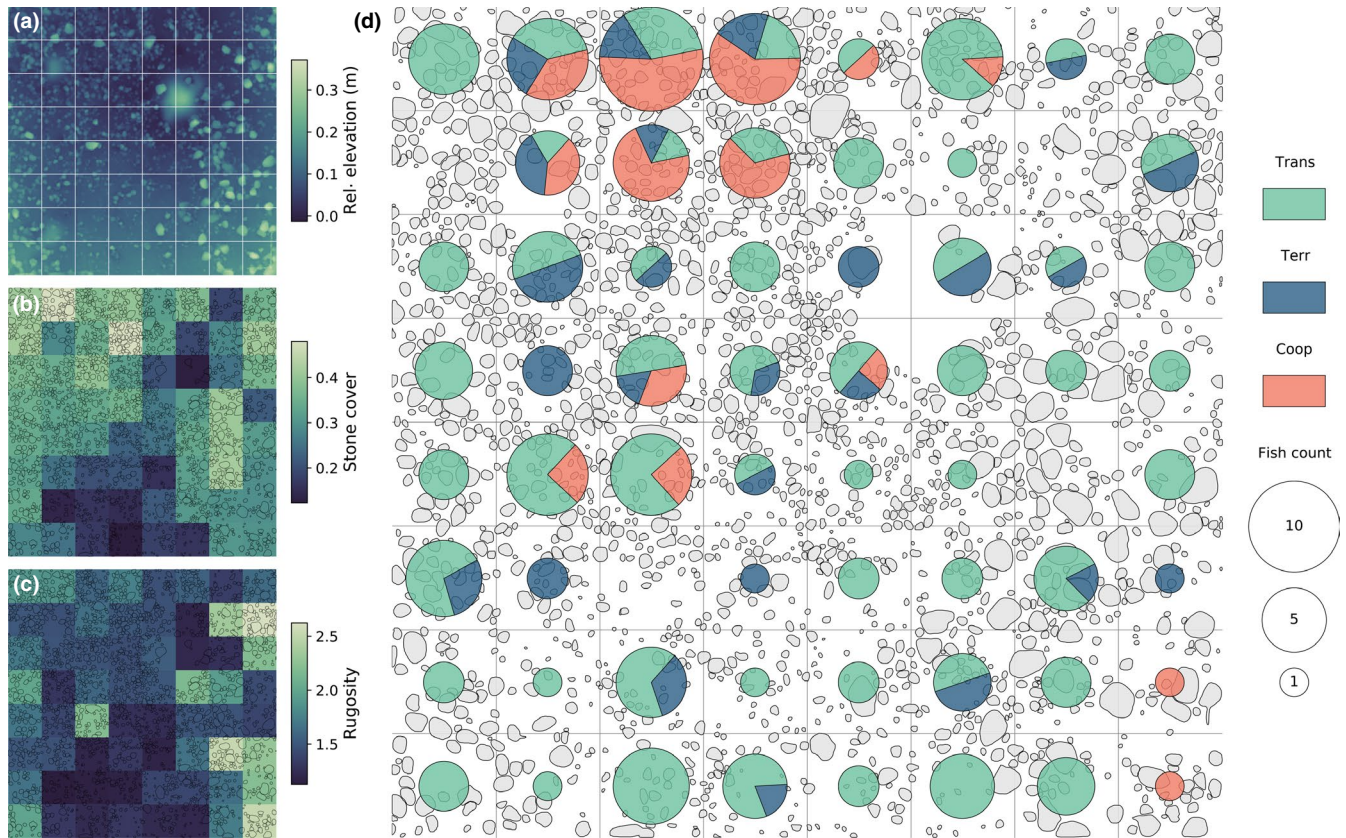 (a)
0.3
0.2
0.1
0.0
Rel· elevation (m)
(b)
0.4
0.3
0.2
Stone cover
(c)
2.5
2.0
1.5
Rugosity
(d)
Trans
Terr
Coop
Fish count
10
5
1